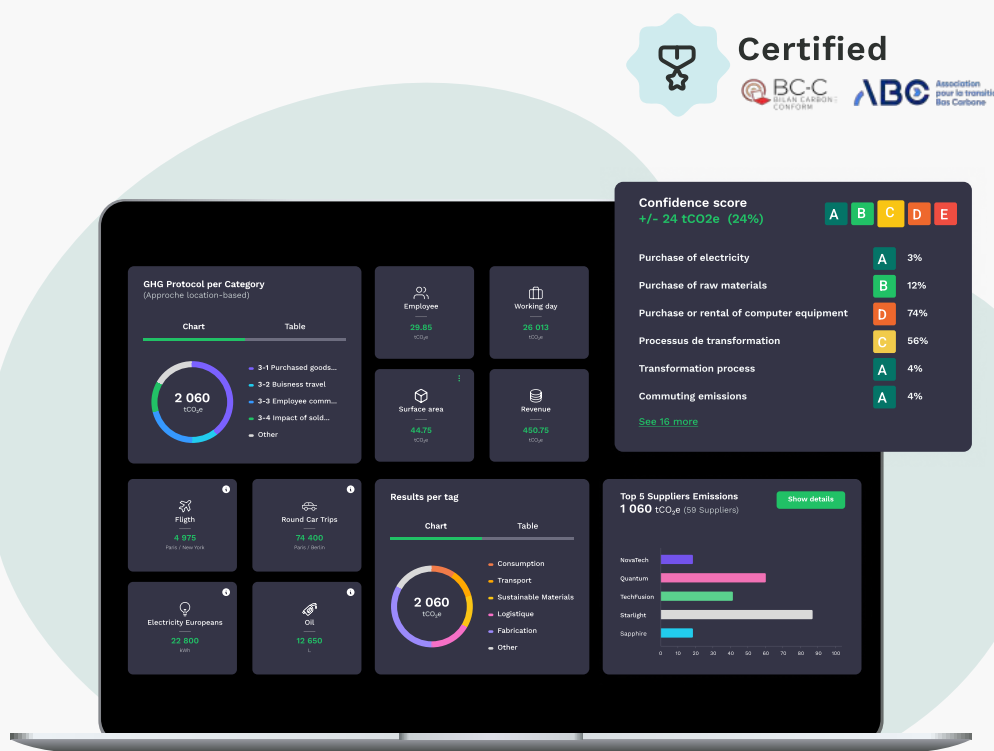 Certified
BC-C
BILAN CARBONE
CONFORM
ABC
Association
pour la transiti
Bas Carbone
Confidence score
+/- 24 tCO2e (24%)
A B C D E
Purchase of electricity A 3%
Purchase of raw materials B 12%
Purchase or rental of computer equipment D 74%
Processus de transformation C 56%
Transformation process A 4%
Commuting emissions A 4%
See 16 more
GHG Protocol per Category
(Approche location-based)
Chart Table
2 060
tCO₂e
3-1 Purchased goods...
3-2 Buisness travel
3-3 Employee comm...
3-4 Impact of sold...
Other
Employee
29.85
tCO₂e
Working day
26 013
tCO₂e
Surface area
44.75
tCO₂e
Revenue
450.75
tCO₂e
Fligth
4 975
Paris / New York
Round Car Trips
74 400
Paris / Berlin
Electricity Europeans
22 800
kWh
Oil
12 650
L
Results per tag
Chart Table
2 060
tCO₂e
Consumption
Transport
Sustainable Materials
Logistique
Fabrication
Other
Top 5 Suppliers Emissions
1 060 tCO₂e (59 Suppliers)
Show details
NovaTech
Quantum
TechFusion
Starlight
Sapphire
0 10 20 30 40 50 60 70 80 90 100